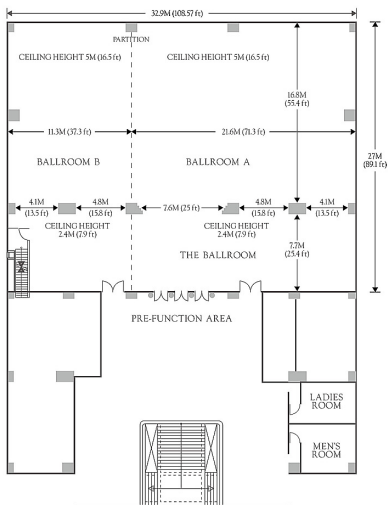 32.9M (108.57 ft)
PARTITION
CEILING HEIGHT 5M (16.5 ft)
CEILING HEIGHT 5M (16.5 ft)
16.8M
(55.4 ft)
11.3M (37.3 ft)
21.6M (71.3 ft)
27M
(89.1 ft)
BALLROOM B
BALLROOM A
4.1M
(13.5 ft)
4.8M
(15.8 ft)
7.6M (25 ft)
4.8M
(15.8 ft)
4.1M
(13.5 ft)
CEILING HEIGHT
2.4M (7.9 ft)
CEILING HEIGHT
2.4M (7.9 ft)
7.7M
(25.4 ft)
THE BALLROOM
PRE-FUNCTION AREA
LADIES
ROOM
MEN'S
ROOM